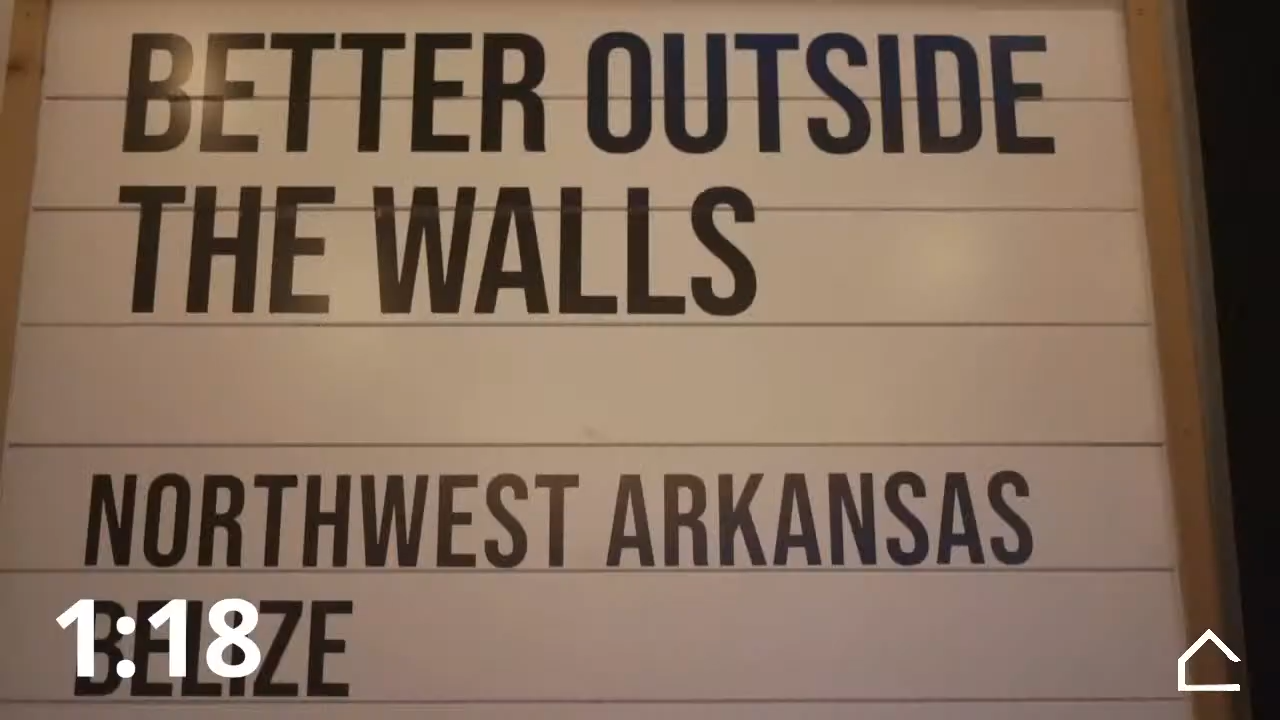 BETTER OUTSIDE
THE WALLS
NORTHWEST ARKANSAS
BELIZE
1:18